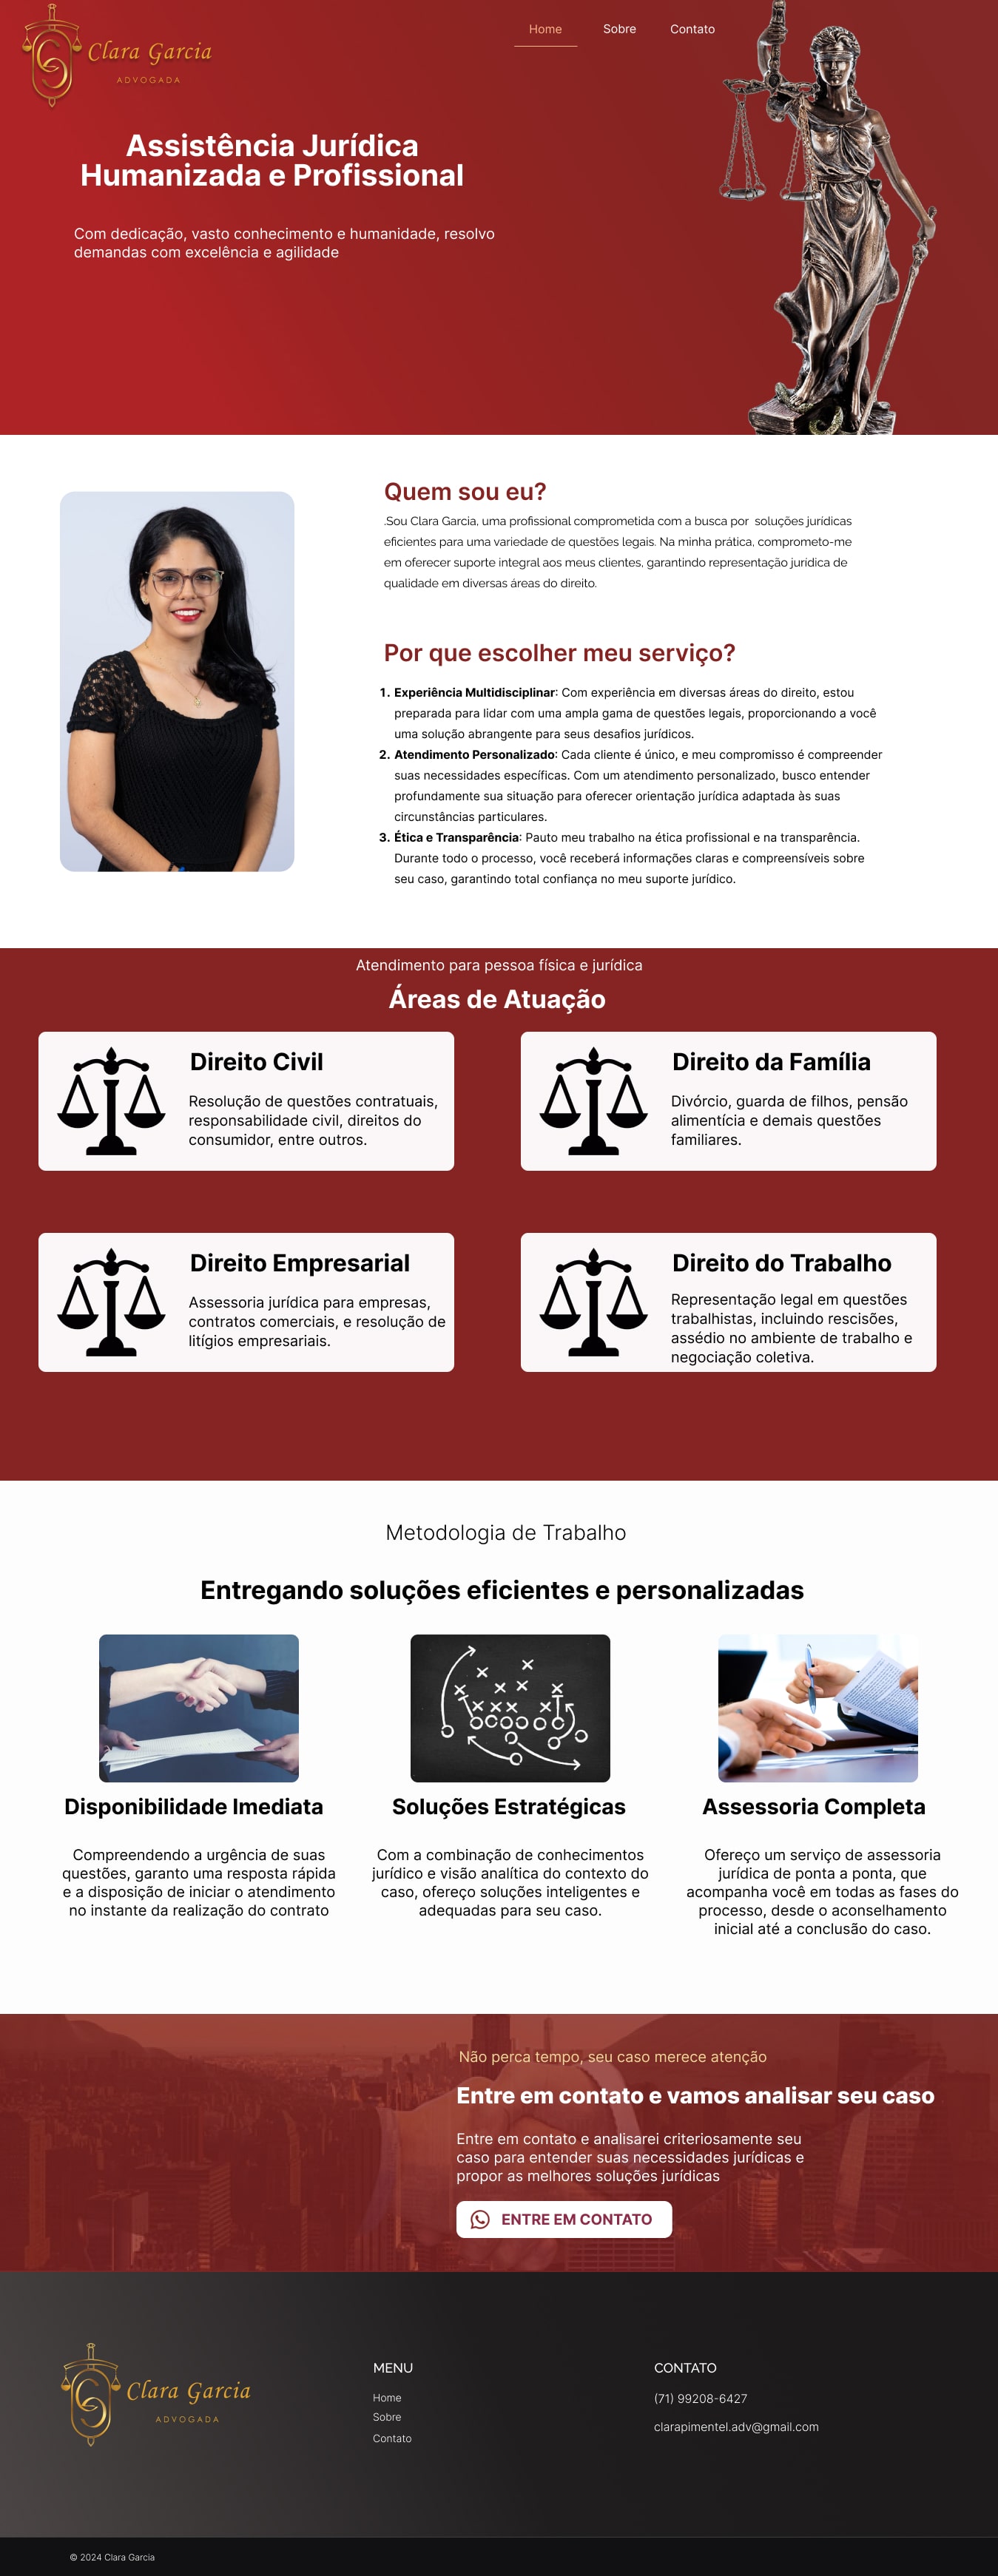 Clara Garcia
ADVOGADA
Home
Sobre
Contato
Assistência Jurídica
Humanizada e Profissional
Com dedicação, vasto conhecimento e humanidade, resolvo
demandas com excelência e agilidade
Quem sou eu?
.Sou Clara Garcia, uma profissional comprometida com a busca por  soluções jurídicas
eficientes para uma variedade de questões legais. Na minha prática, comprometo-me
em oferecer suporte integral aos meus clientes, garantindo representação jurídica de
qualidade em diversas áreas do direito.
Por que escolher meu serviço?
1. Experiência Multidisciplinar: Com experiência em diversas áreas do direito, estou
preparada para lidar com uma ampla gama de questões legais, proporcionando a você
uma solução abrangente para seus desafios jurídicos.
2. Atendimento Personalizado: Cada cliente é único, e meu compromisso é compreender
suas necessidades específicas. Com um atendimento personalizado, busco entender
profundamente sua situação para oferecer orientação jurídica adaptada às suas
circunstâncias particulares.
3. Ética e Transparência: Pauto meu trabalho na ética profissional e na transparência.
Durante todo o processo, você receberá informações claras e compreensíveis sobre
seu caso, garantindo total confiança no meu suporte jurídico.
Atendimento para pessoa física e jurídica
Áreas de Atuação
Direito Civil
Resolução de questões contratuais,
responsabilidade civil, direitos do
consumidor, entre outros.
Direito da Família
Divórcio, guarda de filhos, pensão
alimentícia e demais questões
familiares.
Direito Empresarial
Assessoria jurídica para empresas,
contratos comerciais, e resolução de
litígios empresariais.
Direito do Trabalho
Representação legal em questões
trabalhistas, incluindo rescisões,
assédio no ambiente de trabalho e
negociação coletiva.
Metodologia de Trabalho
Entregando soluções eficientes e personalizadas
Disponibilidade Imediata
Compreendendo a urgência de suas
questões, garanto uma resposta rápida
e a disposição de iniciar o atendimento
no instante da realização do contrato
Soluções Estratégicas
Com a combinação de conhecimentos
jurídico e visão analítica do contexto do
caso, ofereço soluções inteligentes e
adequadas para seu caso.
Assessoria Completa
Ofereço um serviço de assessoria
jurídica de ponta a ponta, que
acompanha você em todas as fases do
processo, desde o aconselhamento
inicial até a conclusão do caso.
Não perca tempo, seu caso merece atenção
Entre em contato e vamos analisar seu caso
Entre em contato e analisarei criteriosamente seu
caso para entender suas necessidades jurídicas e
propor as melhores soluções jurídicas
ENTRE EM CONTATO
Clara Garcia
ADVOGADA
MENU
Home
Sobre
Contato
CONTATO
(71) 99208-6427
clarapimentel.adv@gmail.com
© 2024 Clara Garcia